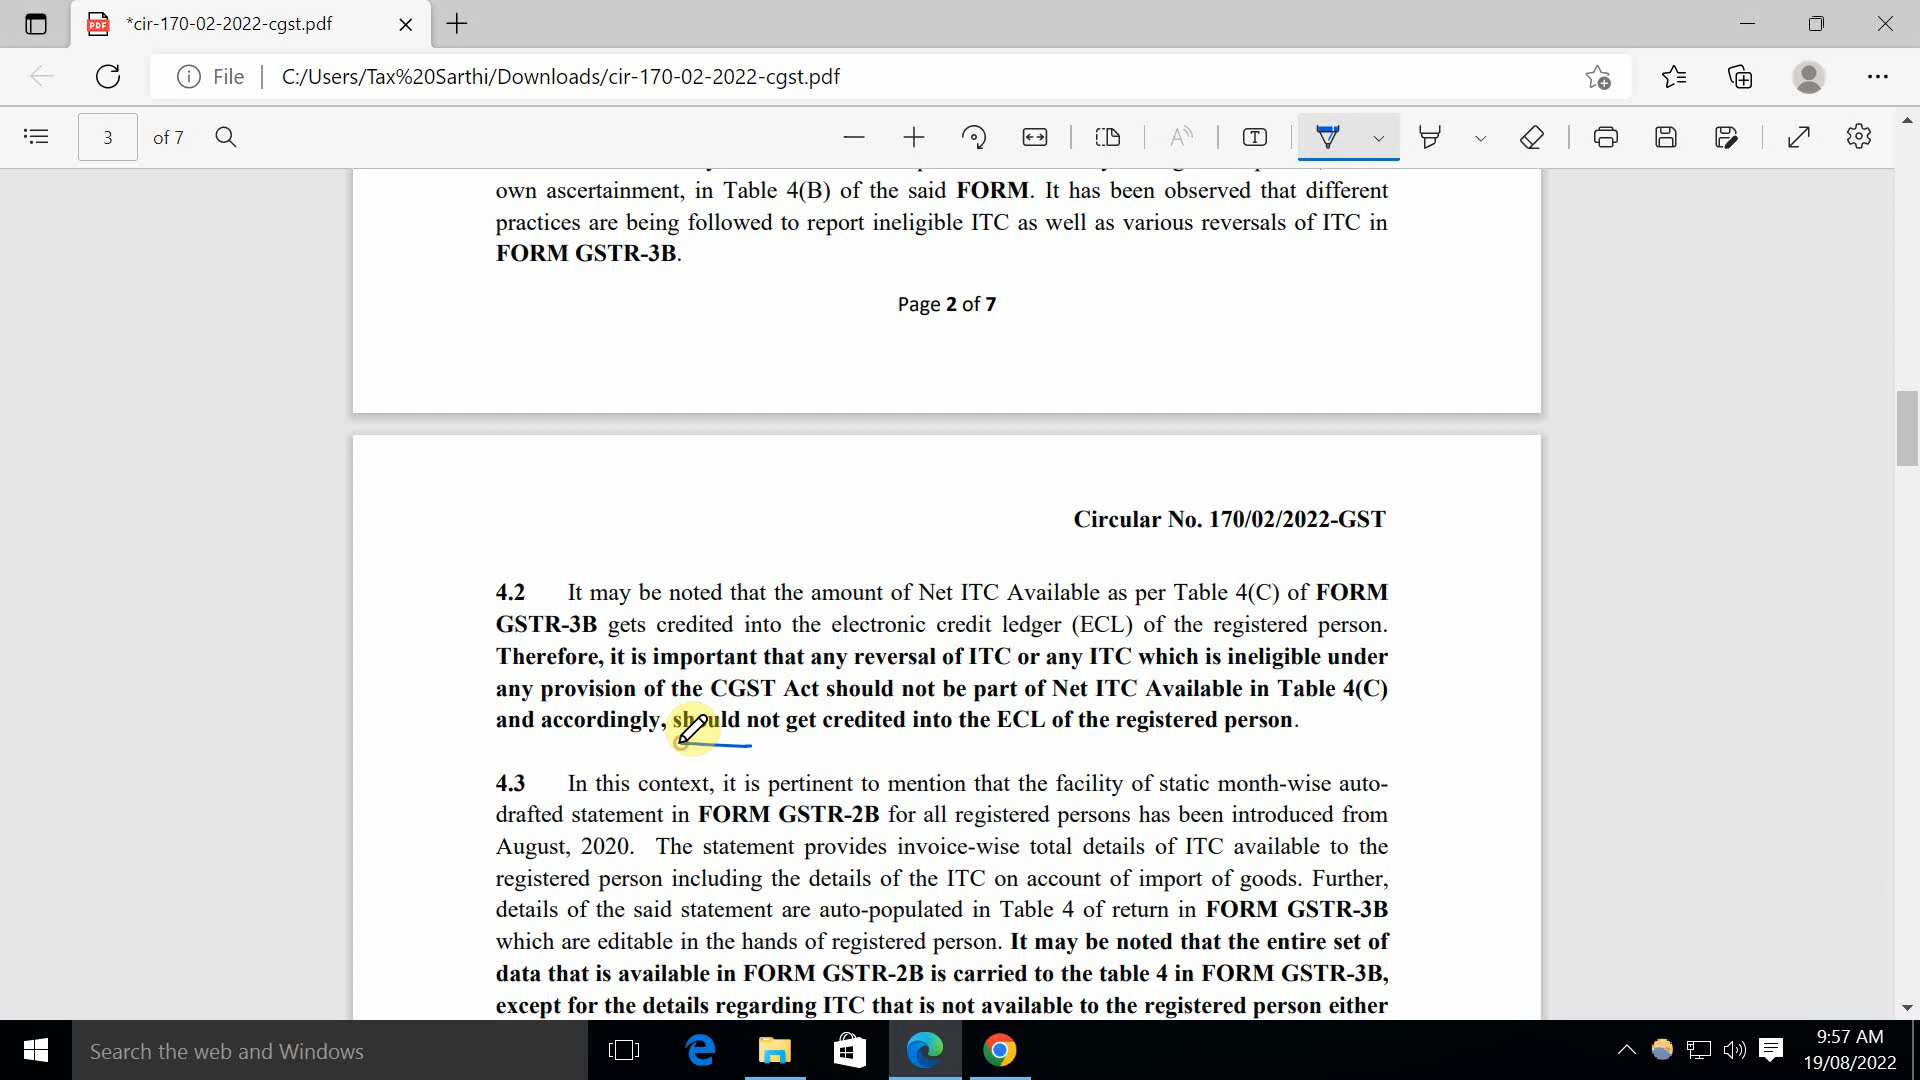 *cir-170-02-2022-cgst.pdf
File
C:/Users/Tax%20Sarthi/Downloads/cir-170-02-2022-cgst.pdf
3 of 7
own ascertainment, in Table 4(B) of the said FORM. It has been observed that different
practices are being followed to report ineligible ITC as well as various reversals of ITC in
FORM GSTR-3B.
Page 2 of 7
Circular No. 170/02/2022-GST
4.2 It may be noted that the amount of Net ITC Available as per Table 4(C) of FORM
GSTR-3B gets credited into the electronic credit ledger (ECL) of the registered person.
Therefore, it is important that any reversal of ITC or any ITC which is ineligible under
any provision of the CGST Act should not be part of Net ITC Available in Table 4(C)
and accordingly, should not get credited into the ECL of the registered person.
4.3 In this context, it is pertinent to mention that the facility of static month-wise auto-
drafted statement in FORM GSTR-2B for all registered persons has been introduced from
August, 2020. The statement provides invoice-wise total details of ITC available to the
registered person including the details of the ITC on account of import of goods. Further,
details of the said statement are auto-populated in Table 4 of return in FORM GSTR-3B
which are editable in the hands of registered person. It may be noted that the entire set of
data that is available in FORM GSTR-2B is carried to the table 4 in FORM GSTR-3B,
except for the details regarding ITC that is not available to the registered person either
Search the web and Windows
9:57 AM
19/08/2022